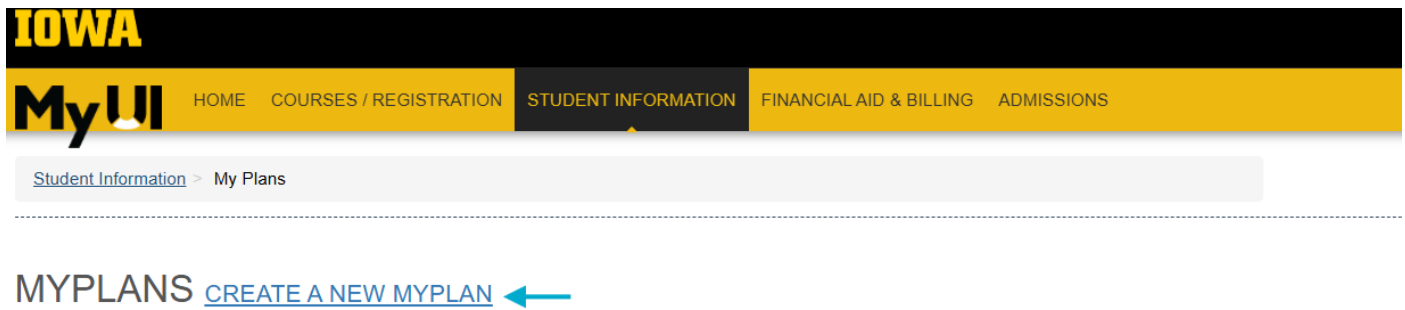 IOWA
MyUI HOME COURSES / REGISTRATION STUDENT INFORMATION FINANCIAL AID & BILLING ADMISSIONS
Student Information > My Plans
MYPLANS CREATE A NEW MYPLAN